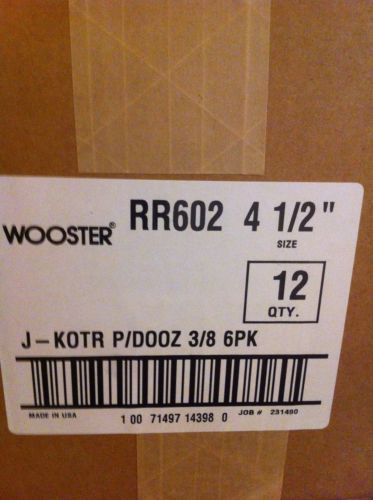 WOOSTER® RR602 4 1/2"
SIZE
12
QTY.
J-KOTR P/DOOZ 3/8 6PK
MADE IN USA
1 00 71497 14398 0
JOB # 231490